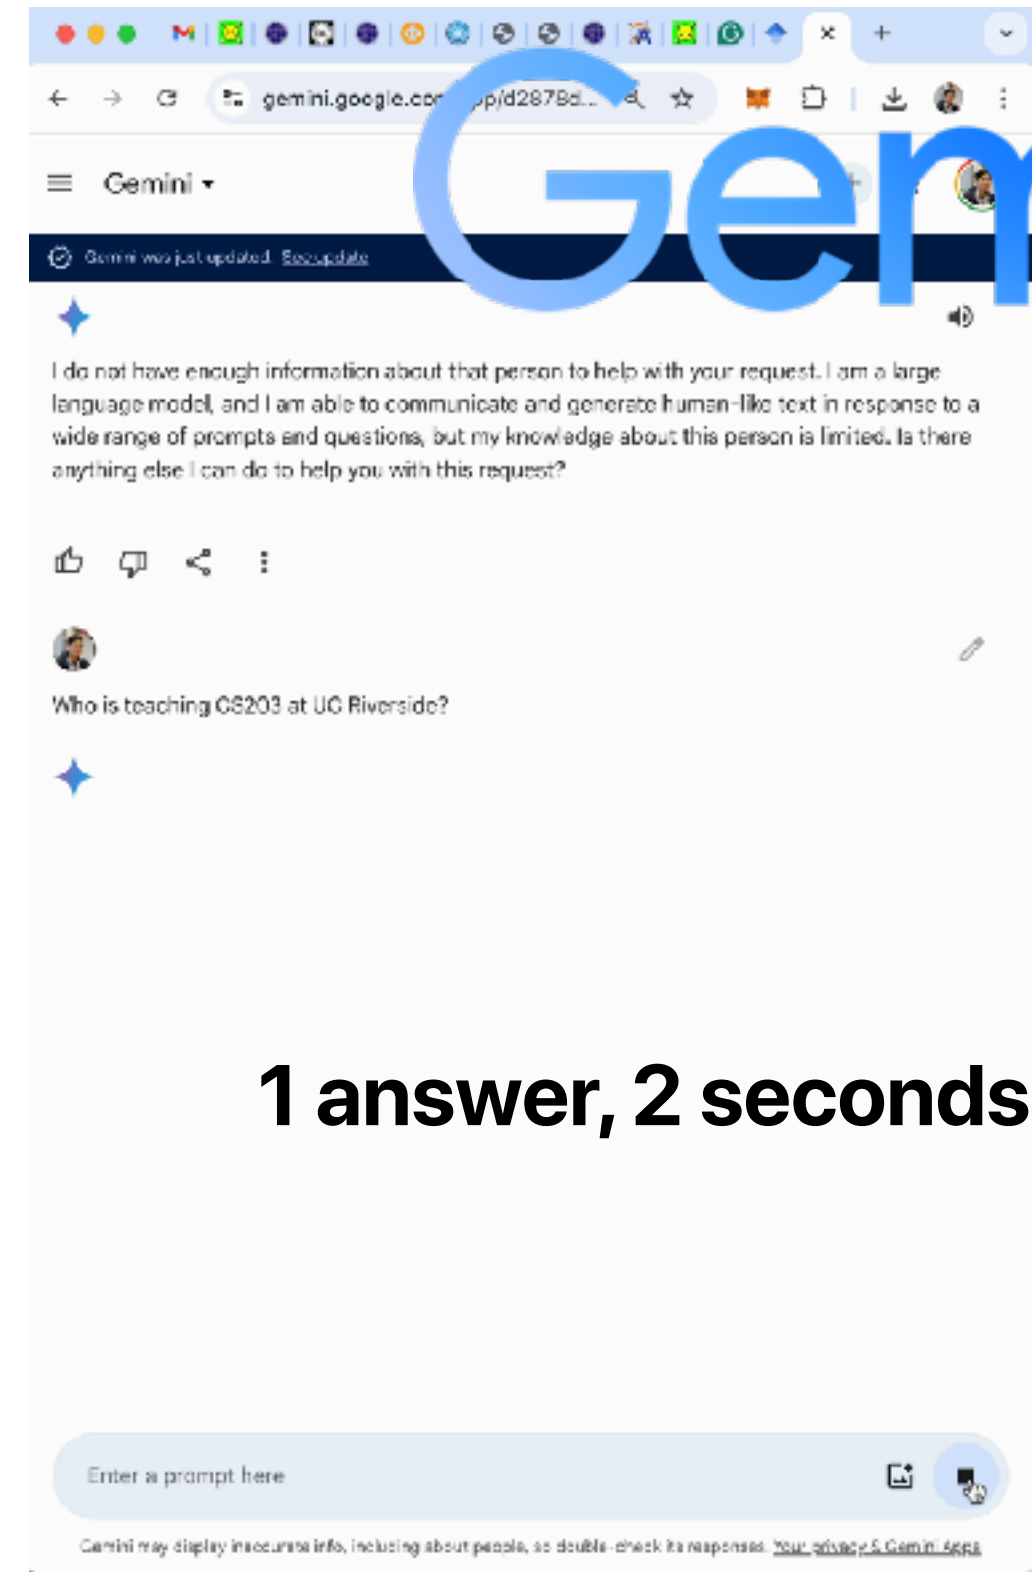 gemini.google.co
pp/d2878d...
Gem
Gemini
Gemini was just updated. See update
I do not have enough information about that person to help with your request. I am a large
language model, and I am able to communicate and generate human-like text in response to a
wide range of prompts and questions, but my knowledge about this person is limited. Is there
anything else I can do to help you with this request?
Who is teaching CS203 at UC Riverside?
1 answer, 2 seconds
Enter a prompt here
Gemini may display inaccurate info, including about people, so double-check its responses. Your privacy & Gemini Apps